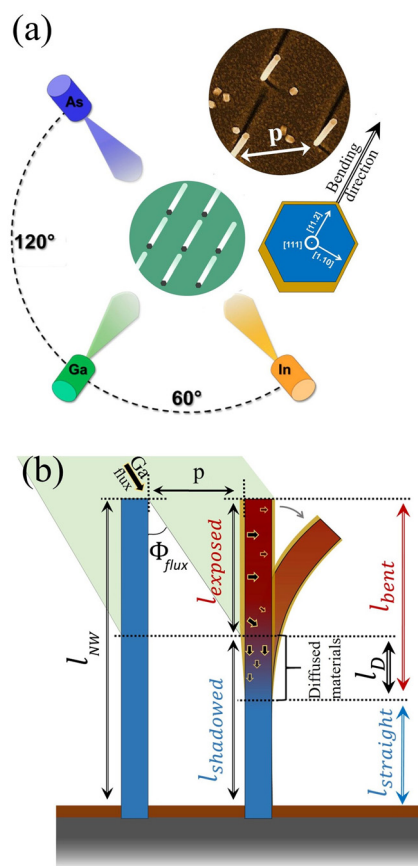 (a)
As
p
Bending
direction
[11.2]
[111]
[1.10]
120°
Ga
In
60°
(b)
Ga
flux
p
Φflux
lNW
lexposed
lshadowed
Diffused
materials
lD
lbent
lstraight